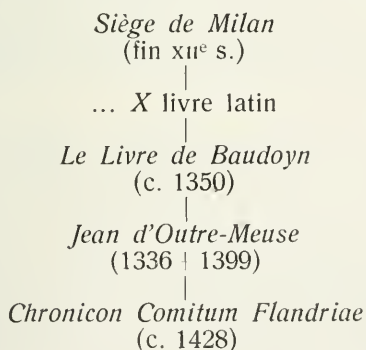 Siège de Milan
(fin XIIe s.)
... X livre latin
Le Livre de Baudoyn
(c. 1350)
Jean d'Outre-Meuse
(1336 † 1399)
Chronicon Comitum Flandriae
(c. 1428)